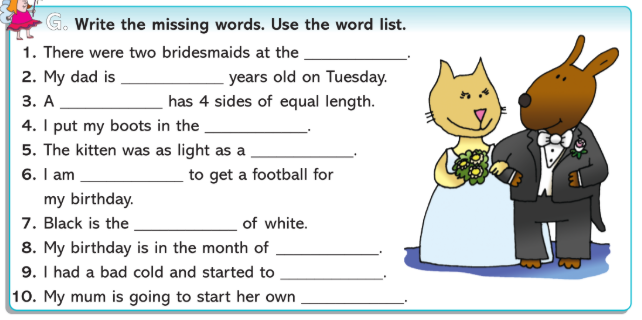 G. Write the missing words. Use the word list.
1. There were two bridesmaids at the ____________.
2. My dad is ____________ years old on Tuesday.
3. A ____________ has 4 sides of equal length.
4. I put my boots in the ____________.
5. The kitten was as light as a ____________.
6. I am ____________ to get a football for
my birthday.
7. Black is the ____________ of white.
8. My birthday is in the month of ____________.
9. I had a bad cold and started to ____________.
10. My mum is going to start her own ____________.